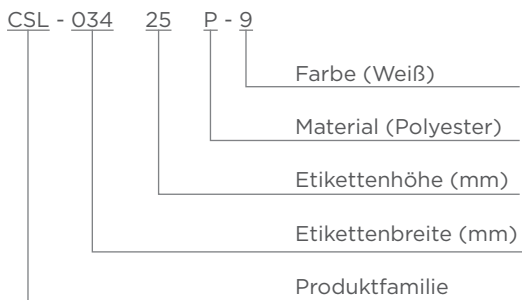 CSL - 034 25 P - 9
Farbe (Weiß)
Material (Polyester)
Etikettenhöhe (mm)
Etikettenbreite (mm)
Produktfamilie